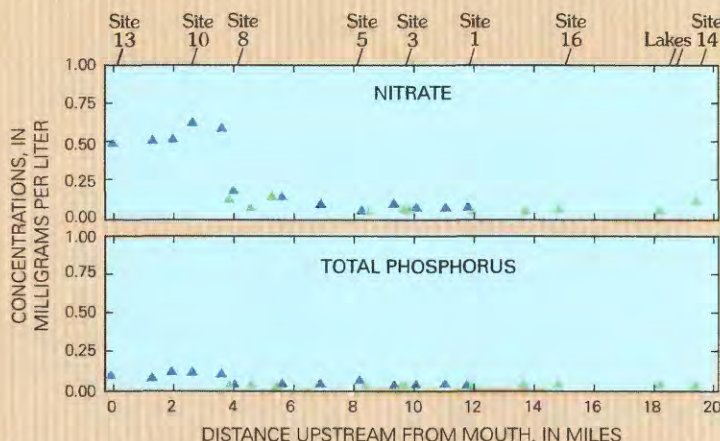 Site 13
Site 10
Site 8
Site 5
Site 3
Site 1
Site 16
Lakes
Site 14
CONCENTRATIONS, IN
MILLIGRAMS PER LITER
1.00
0.75
0.50
0.25
0.00
NITRATE
1.00
0.75
0.50
0.25
0.00
TOTAL PHOSPHORUS
0 2 4 6 8 10 12 14 16 18 20
DISTANCE UPSTREAM FROM MOUTH, IN MILES